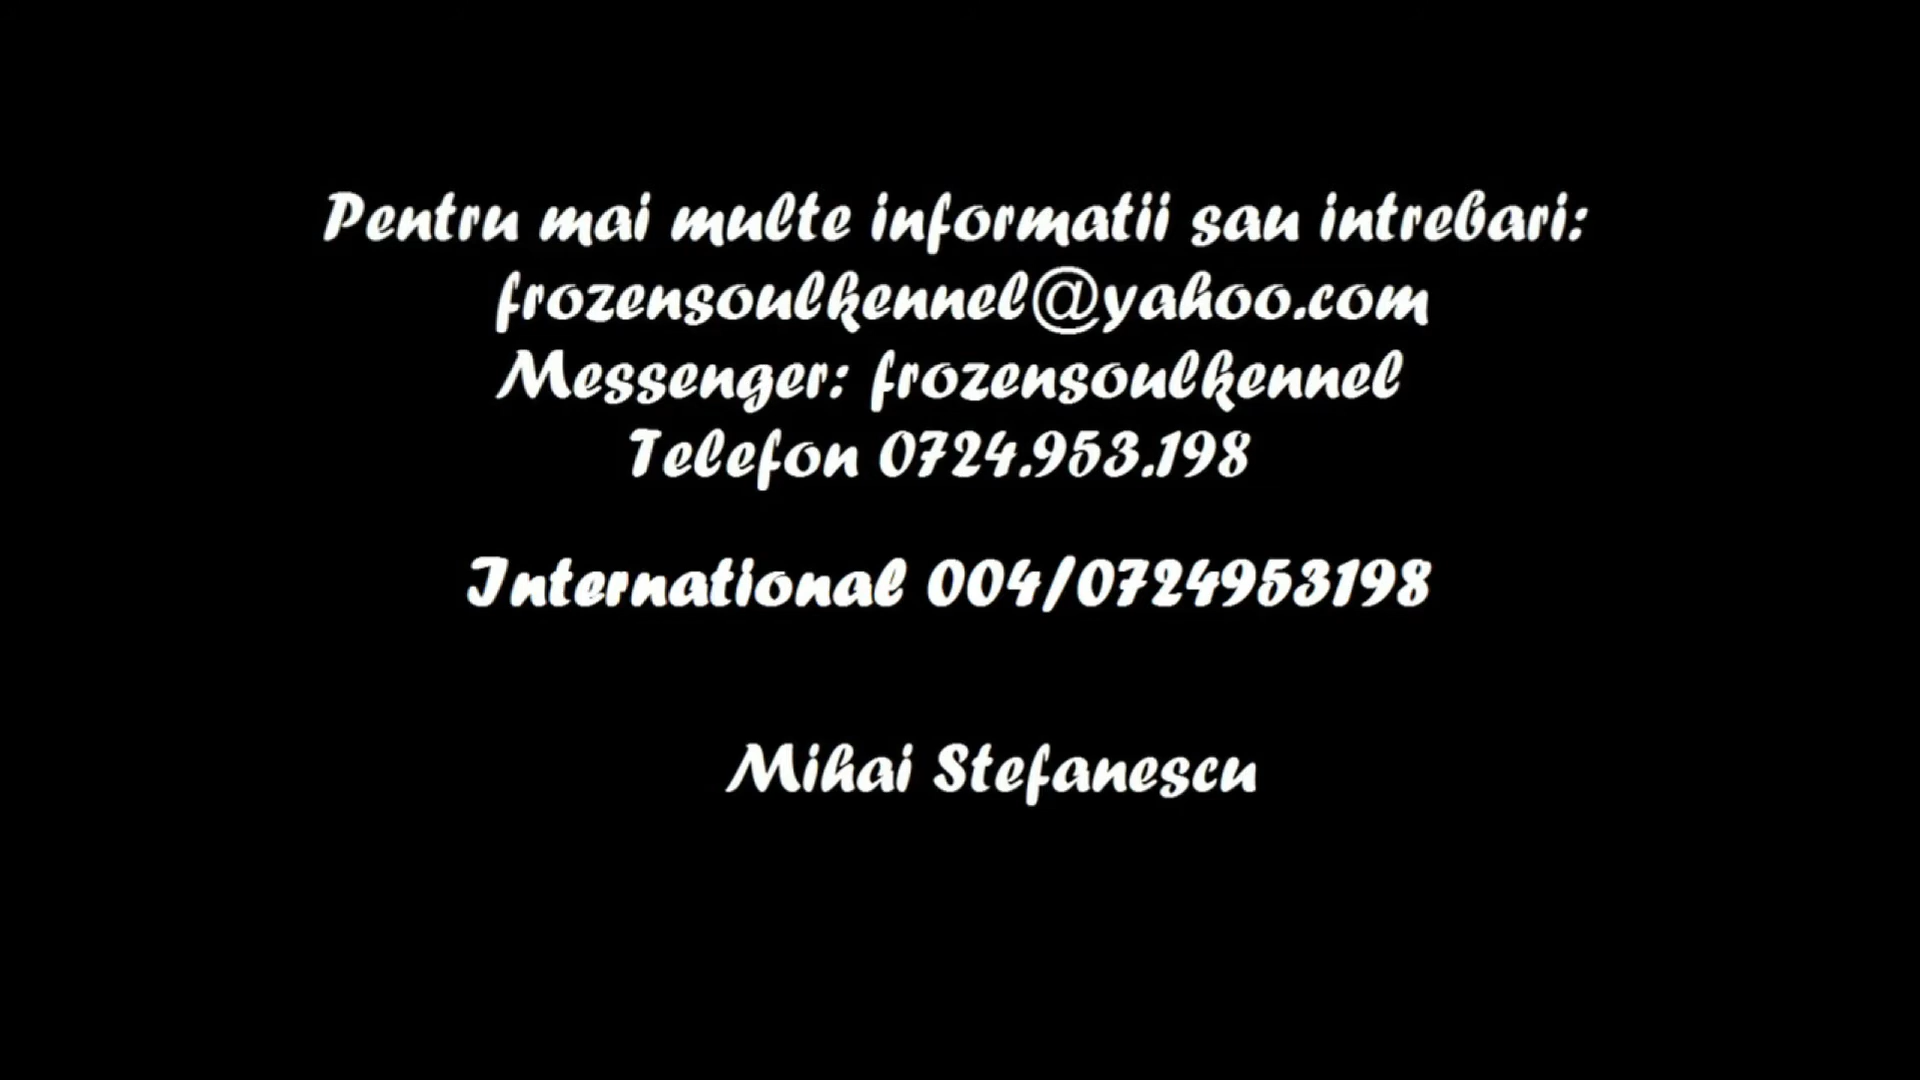 Pentru mai multe informatii sau intrebari:
frozensoulkennel@yahoo.com
Messenger: frozensoulkennel
Telefon 0724.953.198
International 004/0724953198
Mihai Stefanescu